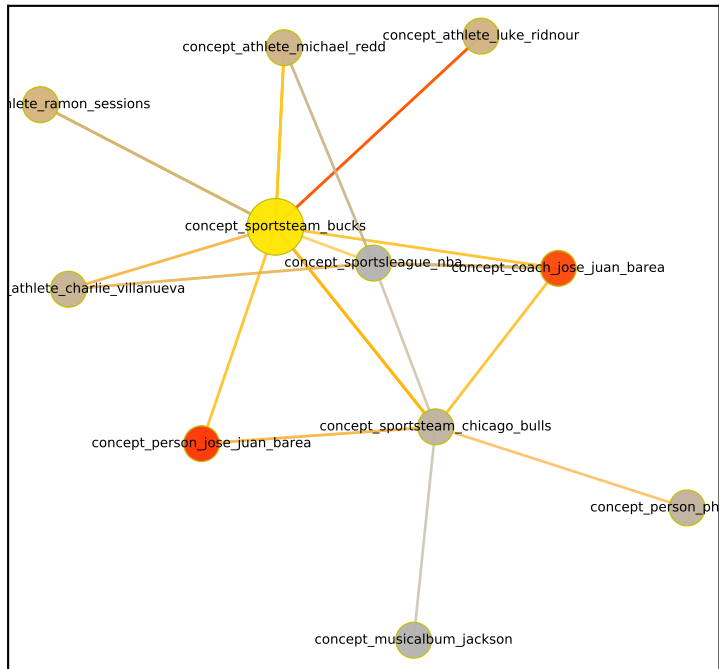 concept_athlete_luke_ridnour
concept_athlete_michael_redd
hlete_ramon_sessions
concept_sportsteam_bucks
concept_sportsleague_nba
concept_coach_jose_juan_barea
_athlete_charlie_villanueva
concept_sportsteam_chicago_bulls
concept_person_jose_juan_barea
concept_person_ph
concept_musicalbum_jackson